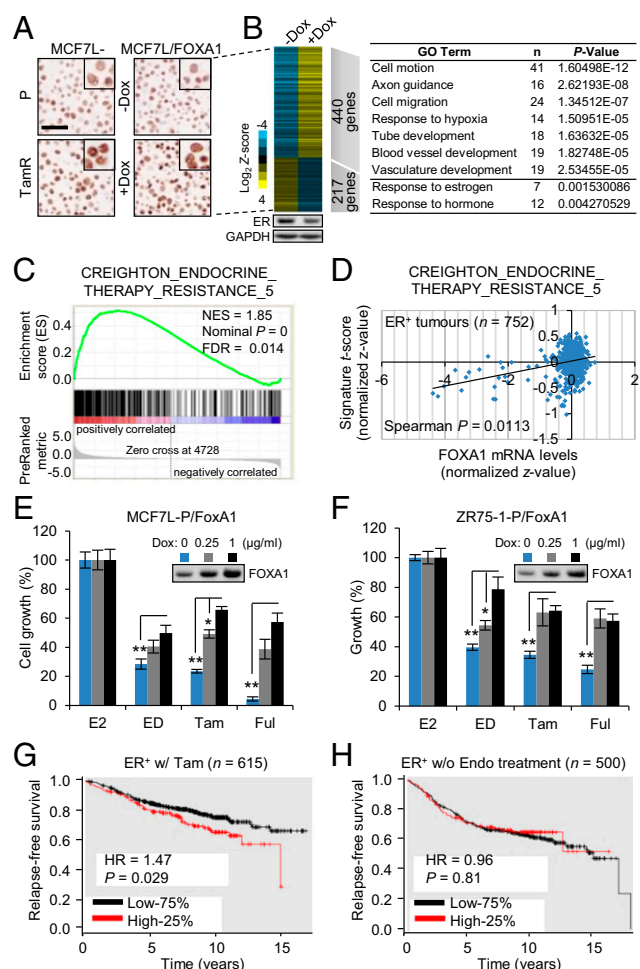 A
MCF7L-
MCF7L/FOXA1
P
-Dox
TamR
+Dox
B
-Dox
+Dox
-4
Log2 Z-score
4
440 genes
217 genes
ER
GAPDH
GO Term n P-Value
Cell motion 41 1.60498E-12
Axon guidance 16 2.62193E-08
Cell migration 24 1.34512E-07
Response to hypoxia 14 1.50951E-05
Tube development 18 1.63632E-05
Blood vessel development 19 1.82748E-05
Vasculature development 19 2.53455E-05
Response to estrogen 7 0.001530086
Response to hormone 12 0.004270529
C
CREIGHTON_ENDOCRINE_
THERAPY_RESISTANCE_5
Enrichment
score (ES)
0.4
0.2
0.0
NES = 1.85
Nominal P = 0
FDR = 0.014
positively correlated
Zero cross at 4728
negatively correlated
PreRanked
metric
5.0
0.0
-5.0
D
CREIGHTON_ENDOCRINE_
THERAPY_RESISTANCE_5
ER+ tumours (n = 752)
Signature t-score
(normalized z-value)
1
0.5
0
-0.5
-1
-1.5
-6 -4 -2 0 2
Spearman P = 0.0113
FOXA1 mRNA levels
(normalized z-value)
E
MCF7L-P/FoxA1
Dox: 0 0.25 1 (µg/ml)
FOXA1
Cell growth (%)
120
100
80
60
40
20
0
**
**
*
**
E2 ED Tam Ful
F
ZR75-1-P/FoxA1
Dox: 0 0.25 1 (µg/ml)
FOXA1
Growth (%)
120
100
80
60
40
20
0
**
*
**
**
E2 ED Tam Ful
G
ER+ w/ Tam (n = 615)
Relapse-free survival
1.0
0.8
0.6
0.4
0.2
0.0
HR = 1.47
P = 0.029
Low-75%
High-25%
0 5 10 15
Time (years)
H
ER+ w/o Endo treatment (n = 500)
Relapse-free survival
1.0
0.8
0.6
0.4
0.2
0.0
HR = 0.96
P = 0.81
Low-75%
High-25%
0 5 10 15
Time (years)